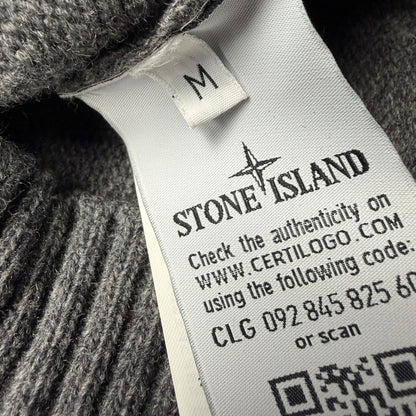 M
STONE ISLAND
Check the authenticity on
WWW.CERTILOGO.COM
using the following code:
CLG 092 845 825 60
or scan